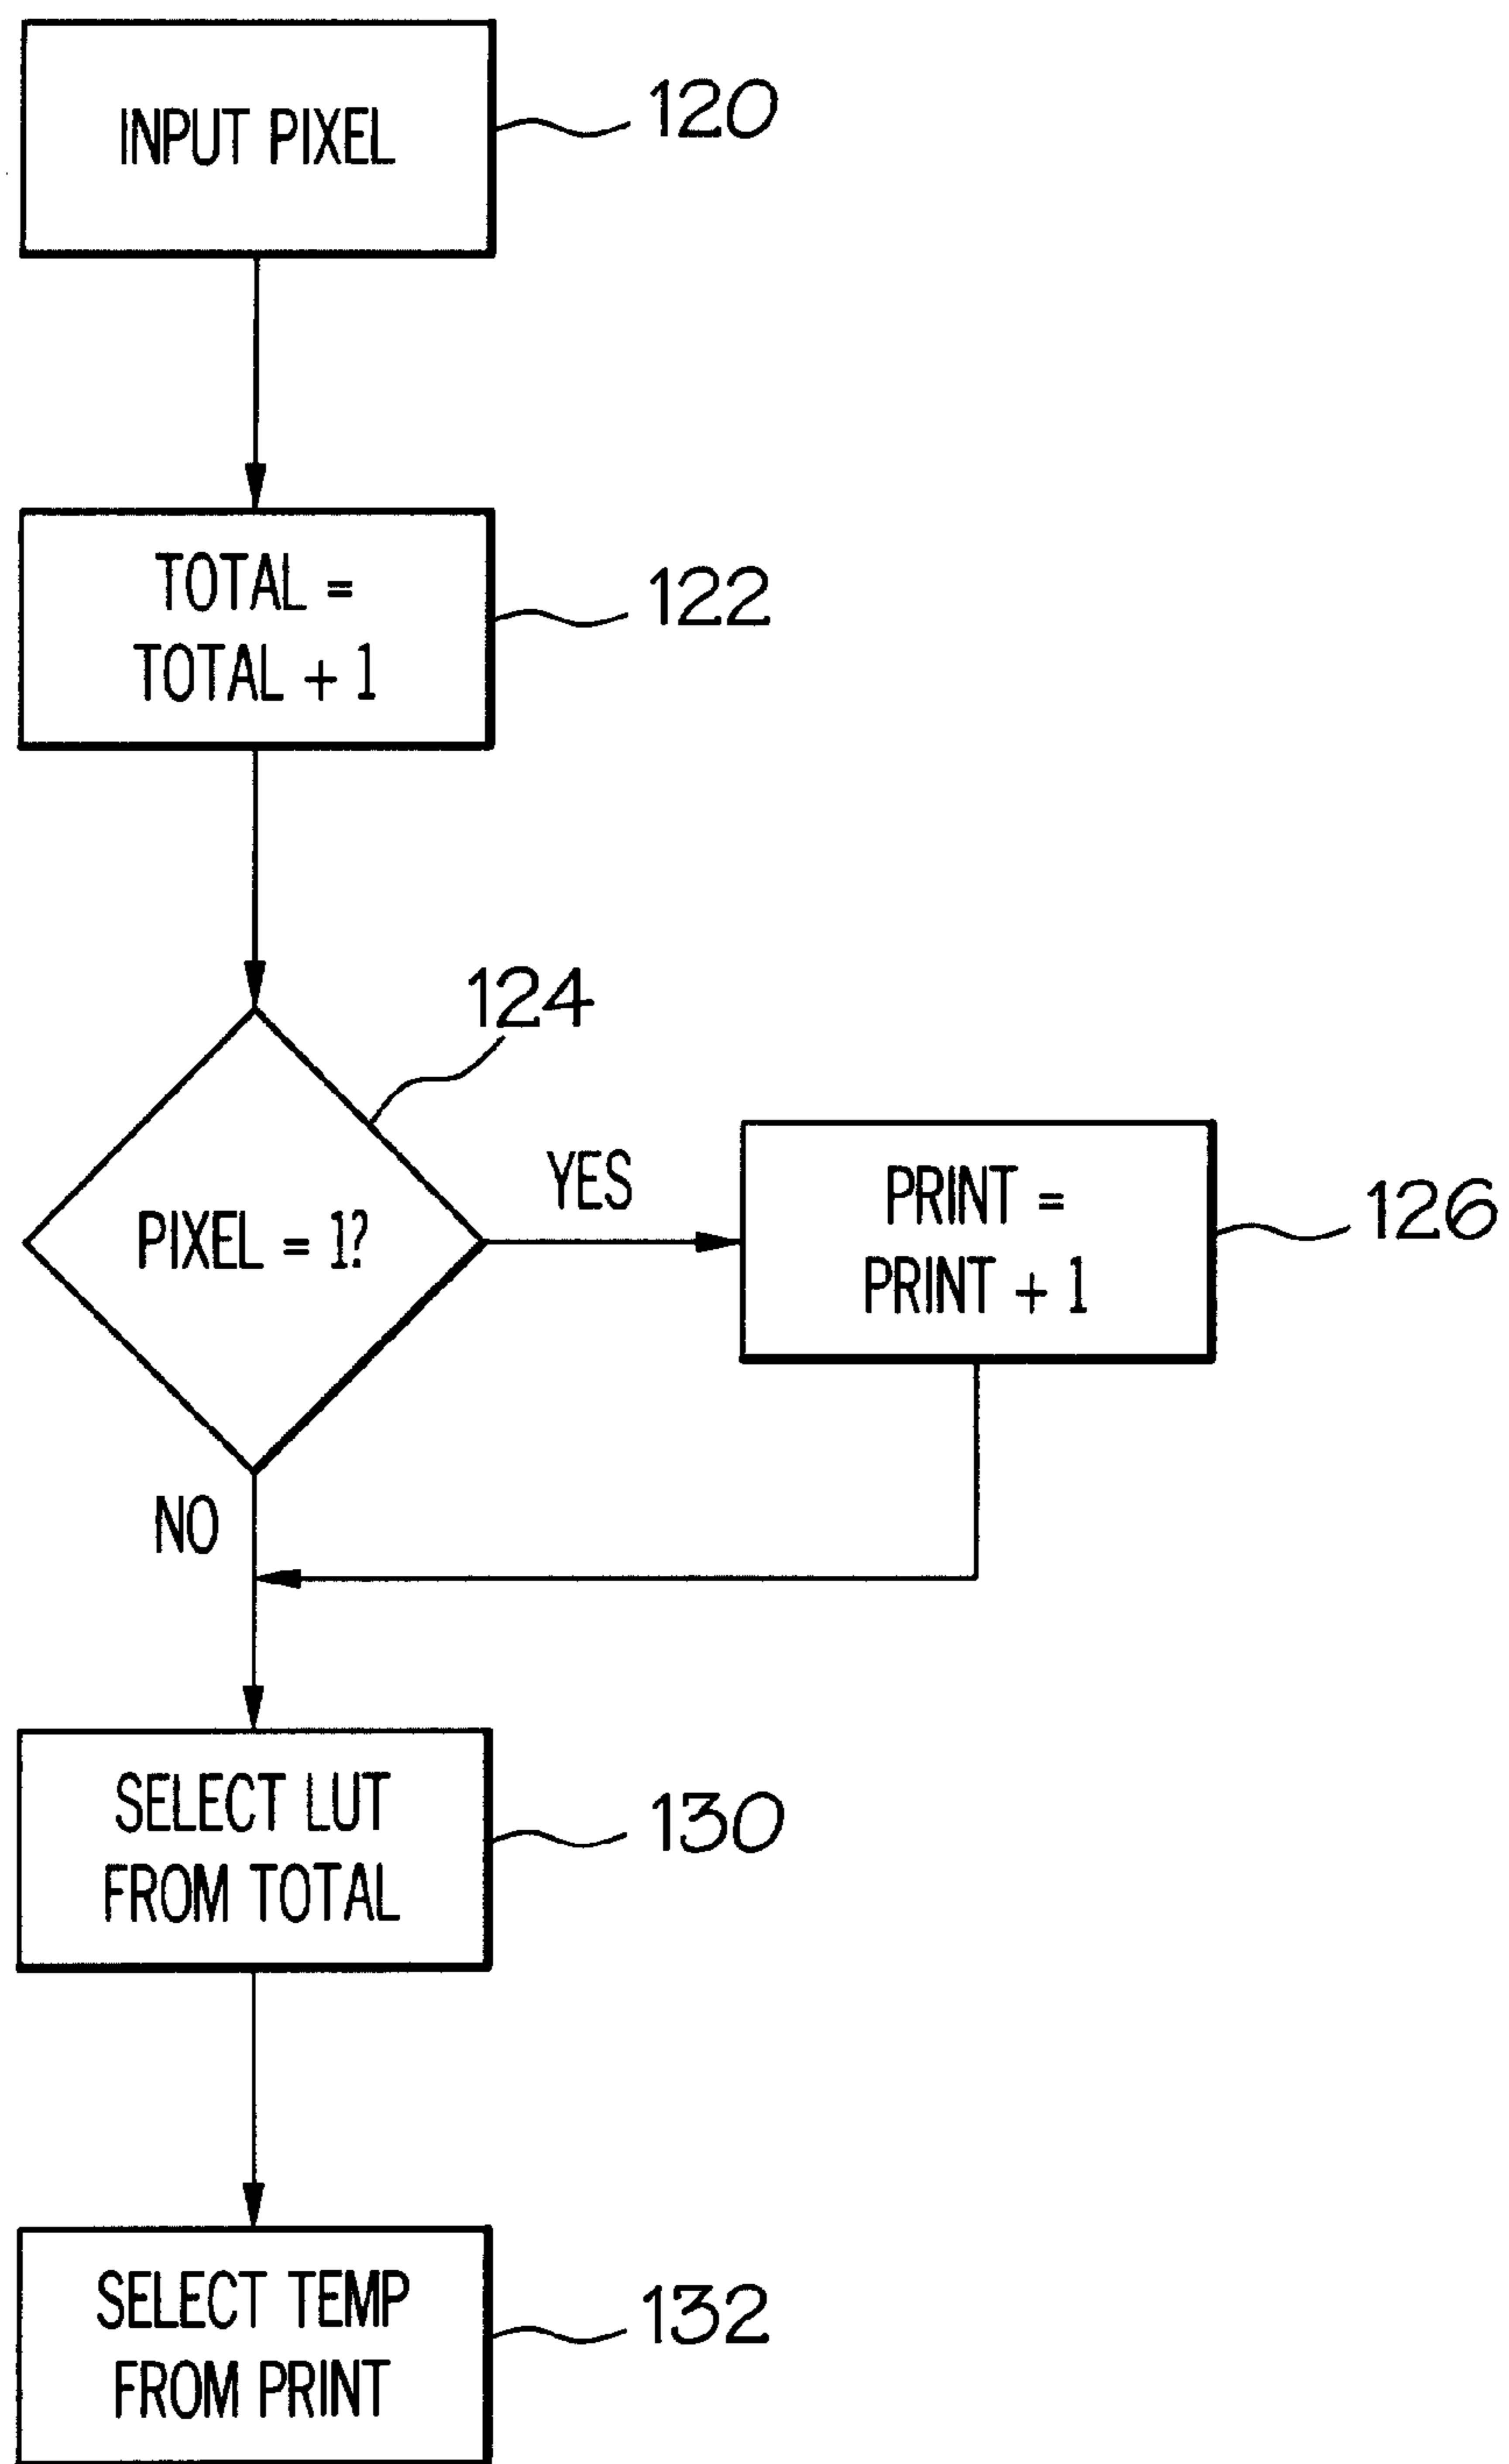 INPUT PIXEL
120
TOTAL =
TOTAL + 1
122
124
PIXEL = 1?
YES
PRINT =
PRINT + 1
126
NO
SELECT LUT
FROM TOTAL
130
SELECT TEMP
FROM PRINT
132